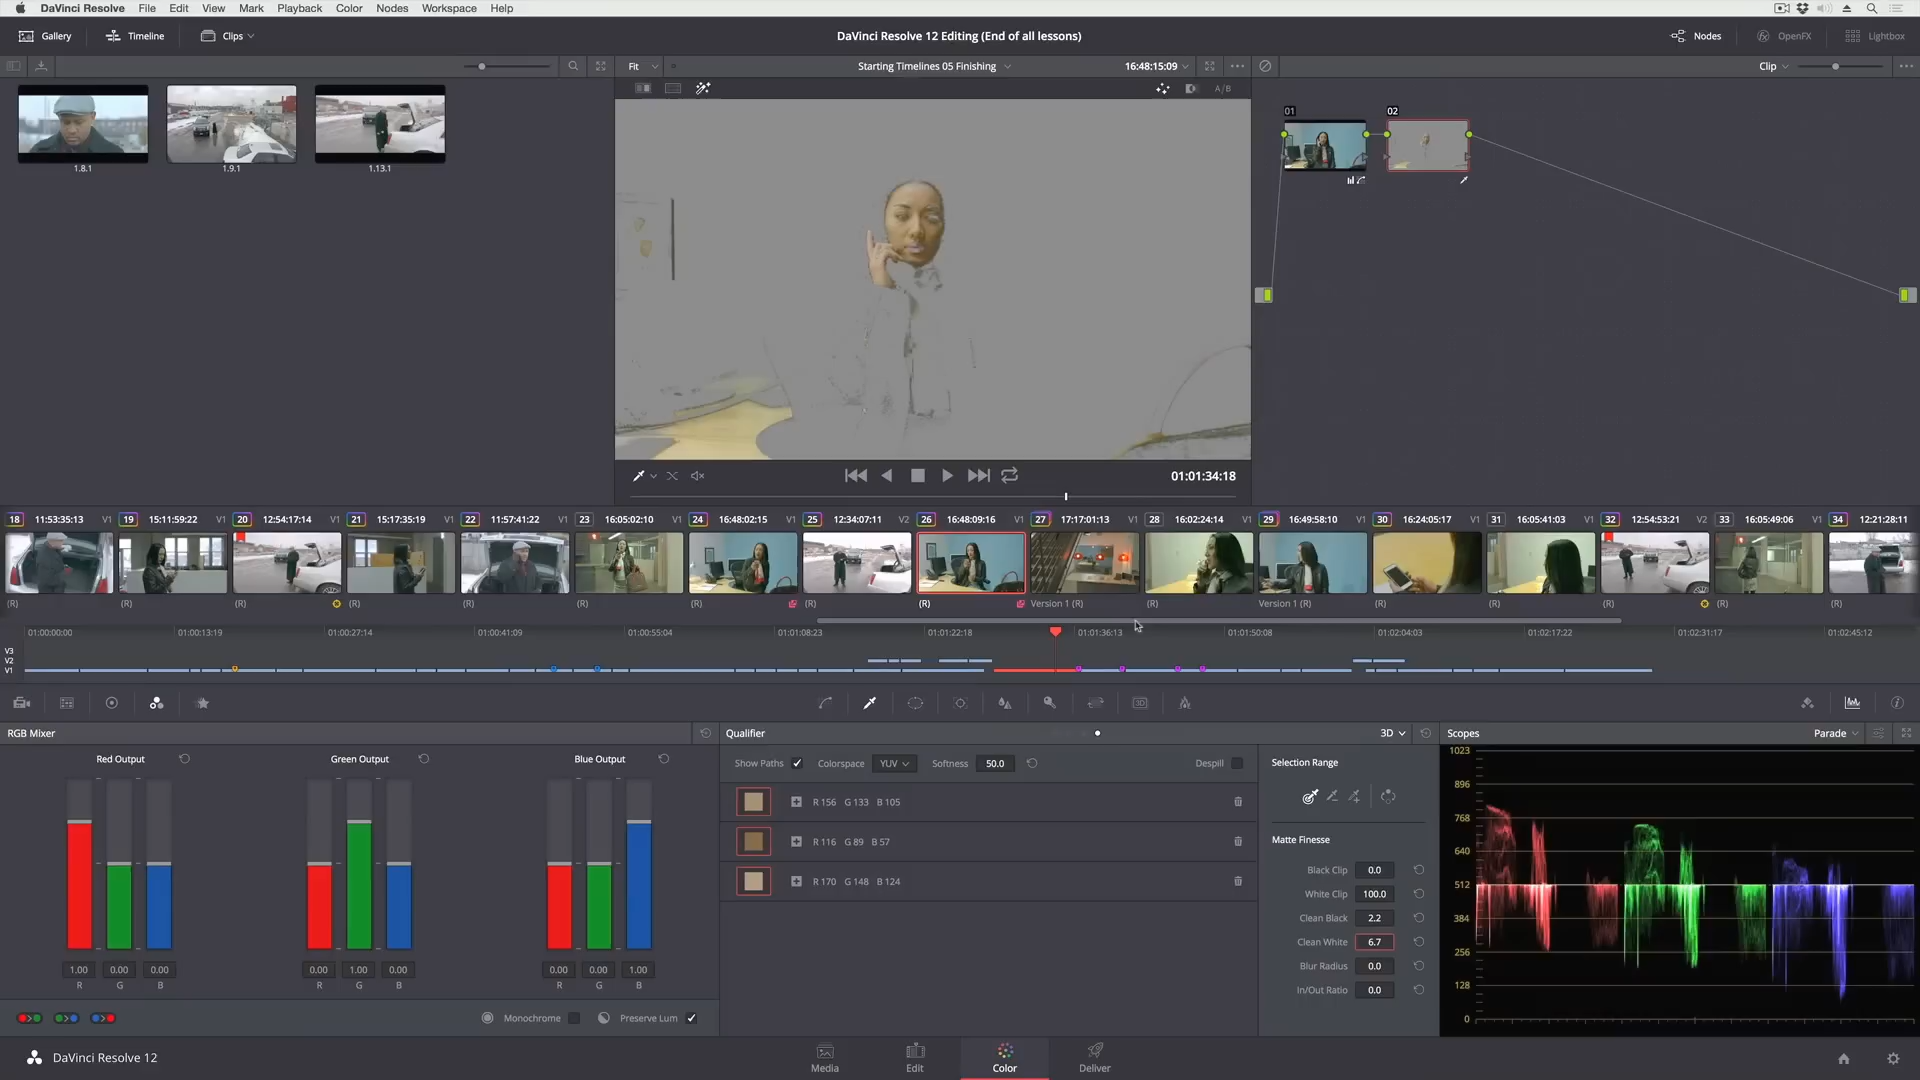 DaVinci Resolve File Edit View Mark Playback Color Nodes Workspace Help
Gallery Timeline Clips DaVinci Resolve 12 Editing (End of all lessons) Nodes OpenFX Lightbox
Fit Starting Timelines 05 Finishing 16:48:15:09 Clip
A/B
1.8.1 1.9.1 1.13.1
01 02
01:01:34:18
18 11:53:35:13 V1 19 15:11:59:22 V1 20 12:54:17:14 V1 21 15:17:35:19 V1 22 11:57:41:22 V1 23 16:05:02:10 V1 24 16:48:02:15 V1 25 12:34:07:11 V2 26 16:48:09:16 V1 27 17:17:01:13 V1 28 16:02:24:14 V1 29 16:49:58:10 V1 30 16:24:05:17 V1 31 16:05:41:03 V1 32 12:54:53:21 V2 33 16:05:49:06 V1 34 12:21:28:11
(R) (R) (R) (R) (R) (R) (R) (R) (R) Version 1 (R) (R) Version 1 (R) (R) (R) (R) (R) (R)
01:00:00:00 01:00:13:19 01:00:27:14 01:00:41:09 01:00:55:04 01:01:08:23 01:01:22:18 01:01:36:13 01:01:50:08 01:02:04:03 01:02:17:22 01:02:31:17 01:02:45:12
V3
V2
V1
3D
RGB Mixer Qualifier 3D Scopes Parade
Red Output Green Output Blue Output
Show Paths Colorspace YUV Softness 50.0 Despill
R 156 G 133 B 105
R 116 G 89 B 57
R 170 G 148 B 124
Selection Range
Matte Finesse
Black Clip 0.0
White Clip 100.0
Clean Black 2.2
Clean White 6.7
Blur Radius 0.0
In/Out Ratio 0.0
1023
896
768
640
512
384
256
128
0
1.00 0.00 0.00 0.00 1.00 0.00 0.00 0.00 1.00
R G B R G B R G B
Monochrome Preserve Lum
DaVinci Resolve 12 Media Edit Color Deliver